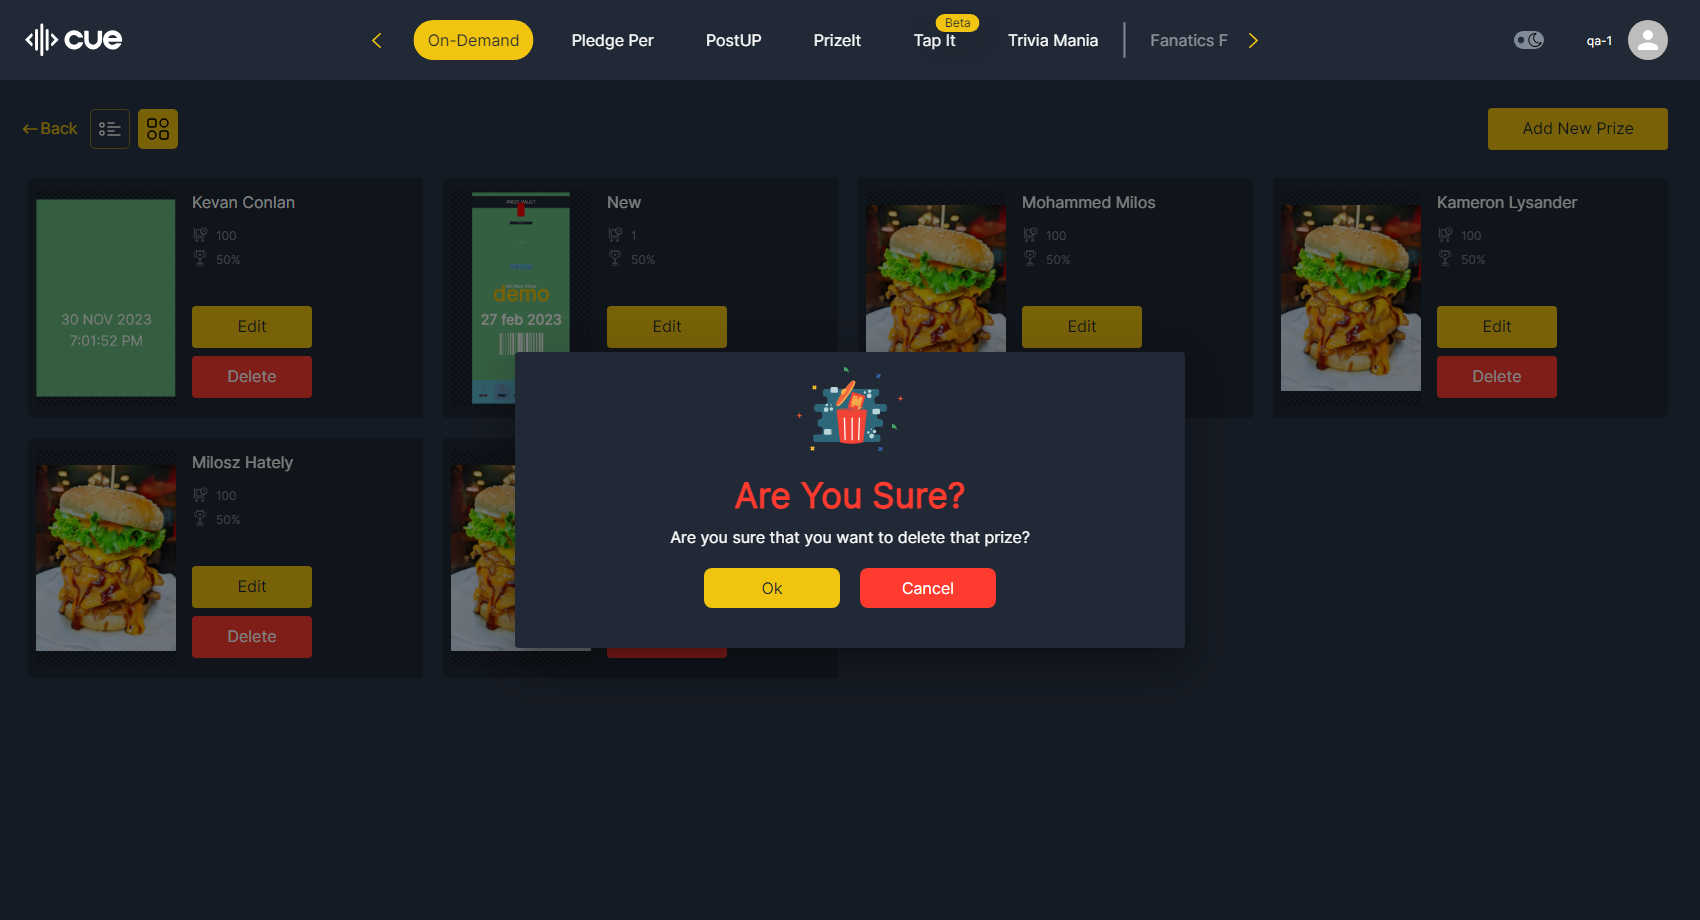 cue
On-Demand
Pledge Per
PostUP
PrizeIt
Tap It
Beta
Trivia Mania
Fanatics F
qa-1
Back
Add New Prize
30 NOV 2023
7:01:52 PM
Kevan Conlan
100
50%
Edit
Delete
PRIZE VAULT
demo
27 feb 2023
New
1
50%
Edit
Mohammed Milos
100
50%
Edit
Kameron Lysander
100
50%
Edit
Delete
Milosz Hately
100
50%
Edit
Delete
Are You Sure?
Are you sure that you want to delete that prize?
Ok
Cancel